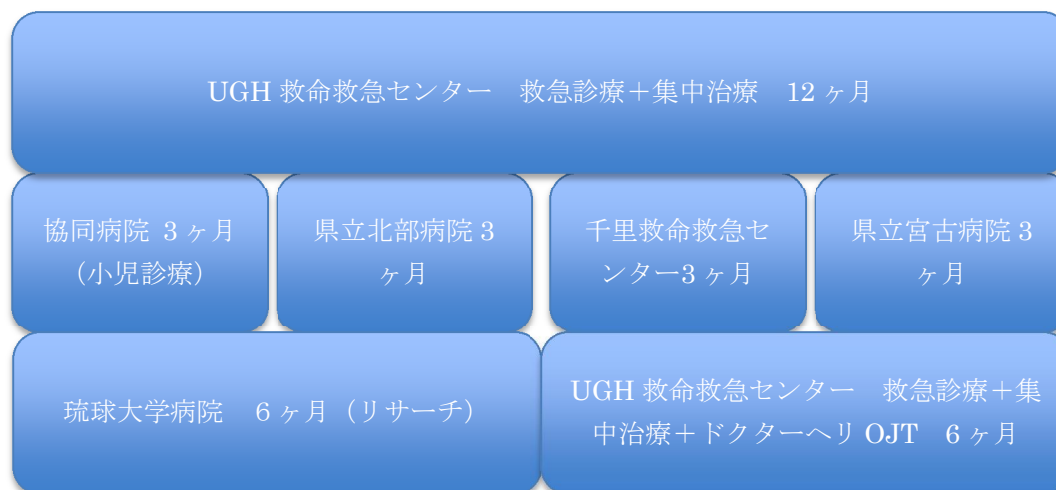 UGH 救命救急センター　救急診療＋集中治療　12 ヶ月
協同病院 ３ヶ月
（小児診療）
県立北部病院 3
ヶ月
千里救命救急セ
ンター3 ヶ月
県立宮古病院 3
ヶ月
琉球大学病院　６ヶ月（リサーチ）
UGH 救命救急センター　救急診療＋集
中治療＋ドクターヘリ OJT　６ヶ月